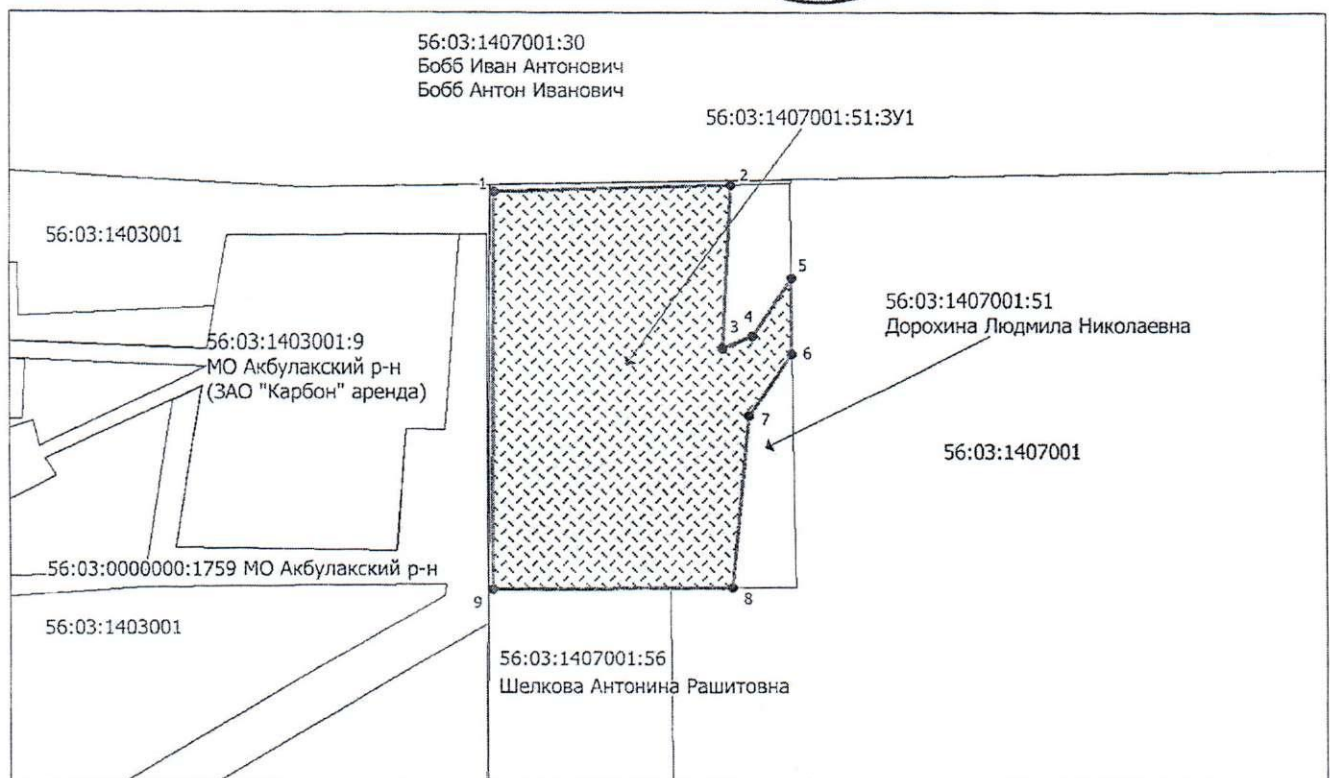 56:03:1407001:30
Бобб Иван Антонович
Бобб Антон Иванович
56:03:1407001:51:ЗУ1
1
2
56:03:1403001
5
56:03:1407001:51
Дорохина Людмила Николаевна
4
3
56:03:1403001:9
МО Акбулакский р-н
(ЗАО "Карбон" аренда)
6
7
56:03:1407001
56:03:0000000:1759 МО Акбулакский р-н
9
8
56:03:1403001
56:03:1407001:56
Шелкова Антонина Рашитовна